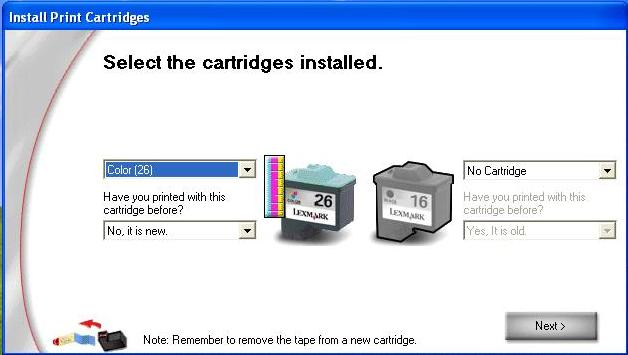 Install Print Cartridges
Select the cartridges installed.
Color (26)
Have you printed with this
cartridge before?
No, it is new.
26
COLOR
LEXMARK
16
BLACK
LEXMARK
No Cartridge
Have you printed with this
cartridge before?
Yes, It is old.
Note: Remember to remove the tape from a new cartridge.
Next >